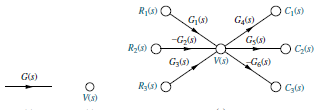 R₁(s) G₁(s) G₄(s) C₁(s)
R₂(s) –G₂(s) V(s) G₅(s) C₂(s)
G(s) G₃(s) –G₆(s)
V(s) R₃(s) C₃(s)